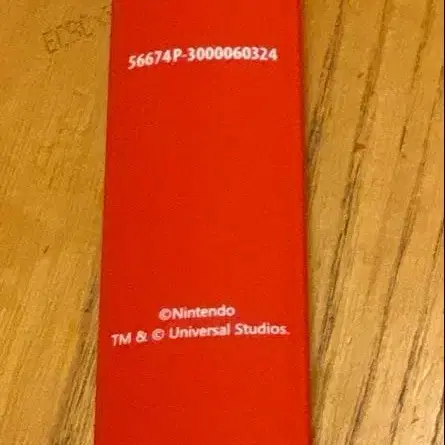 56674P-3000060324
©Nintendo
TM & © Universal Studios.